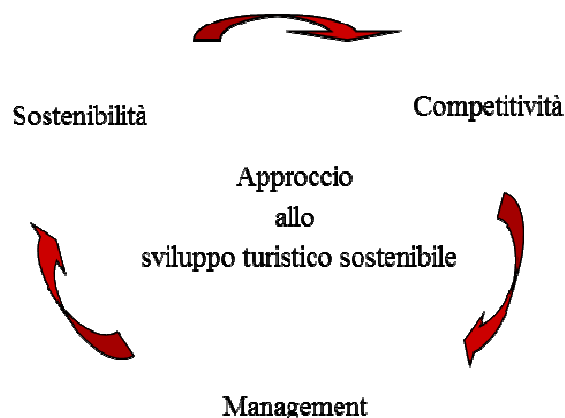 Sostenibilità
Competitività
Approccio
allo
sviluppo turistico sostenibile
Management